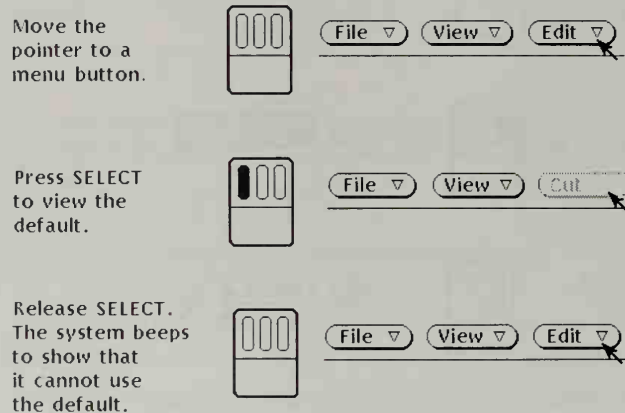 Move the
pointer to a
menu button.
File ▽ View ▽ Edit ▽
Press SELECT
to view the
default.
File ▽ View ▽ Cut
Release SELECT.
The system beeps
to show that
it cannot use
the default.
File ▽ View ▽ Edit ▽